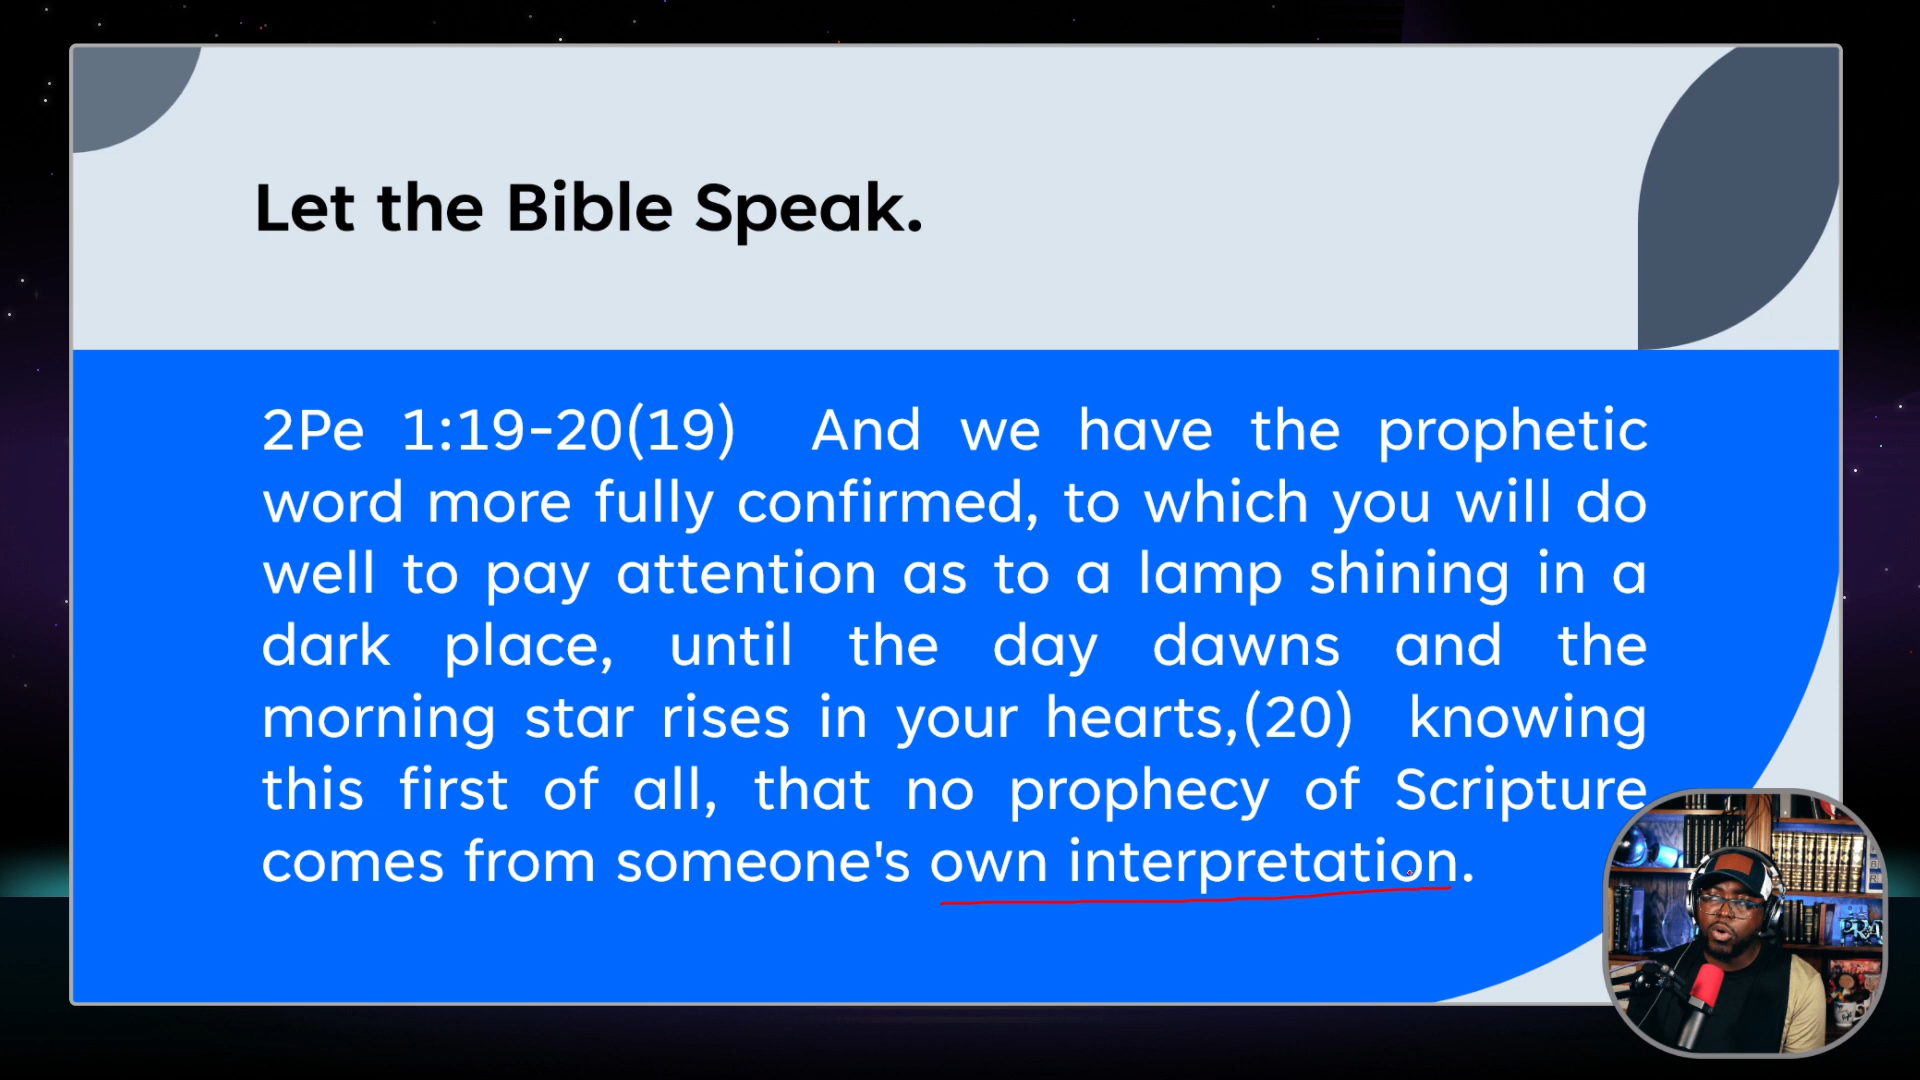 Let the Bible Speak.
2Pe 1:19-20(19) And we have the prophetic
word more fully confirmed, to which you will do
well to pay attention as to a lamp shining in a
dark place, until the day dawns and the
morning star rises in your hearts,(20) knowing
this first of all, that no prophecy of Scripture
comes from someone's own interpretation.